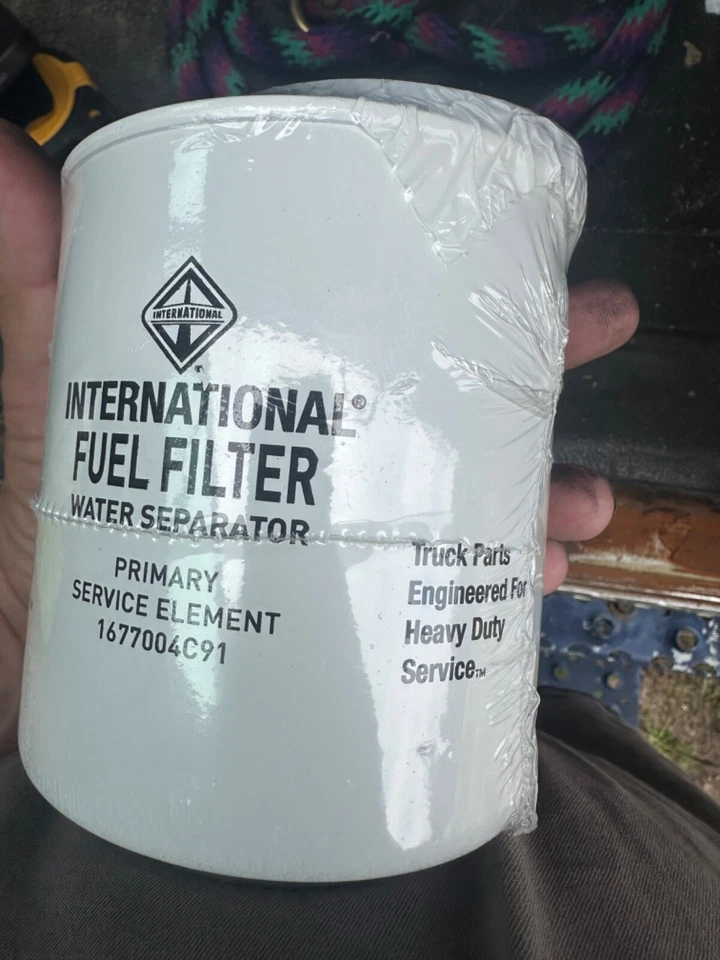 INTERNATIONAL
INTERNATIONAL®
FUEL FILTER
WATER SEPARATOR
PRIMARY
SERVICE ELEMENT
1677004C91
Truck Parts
Engineered For
Heavy Duty
Service™